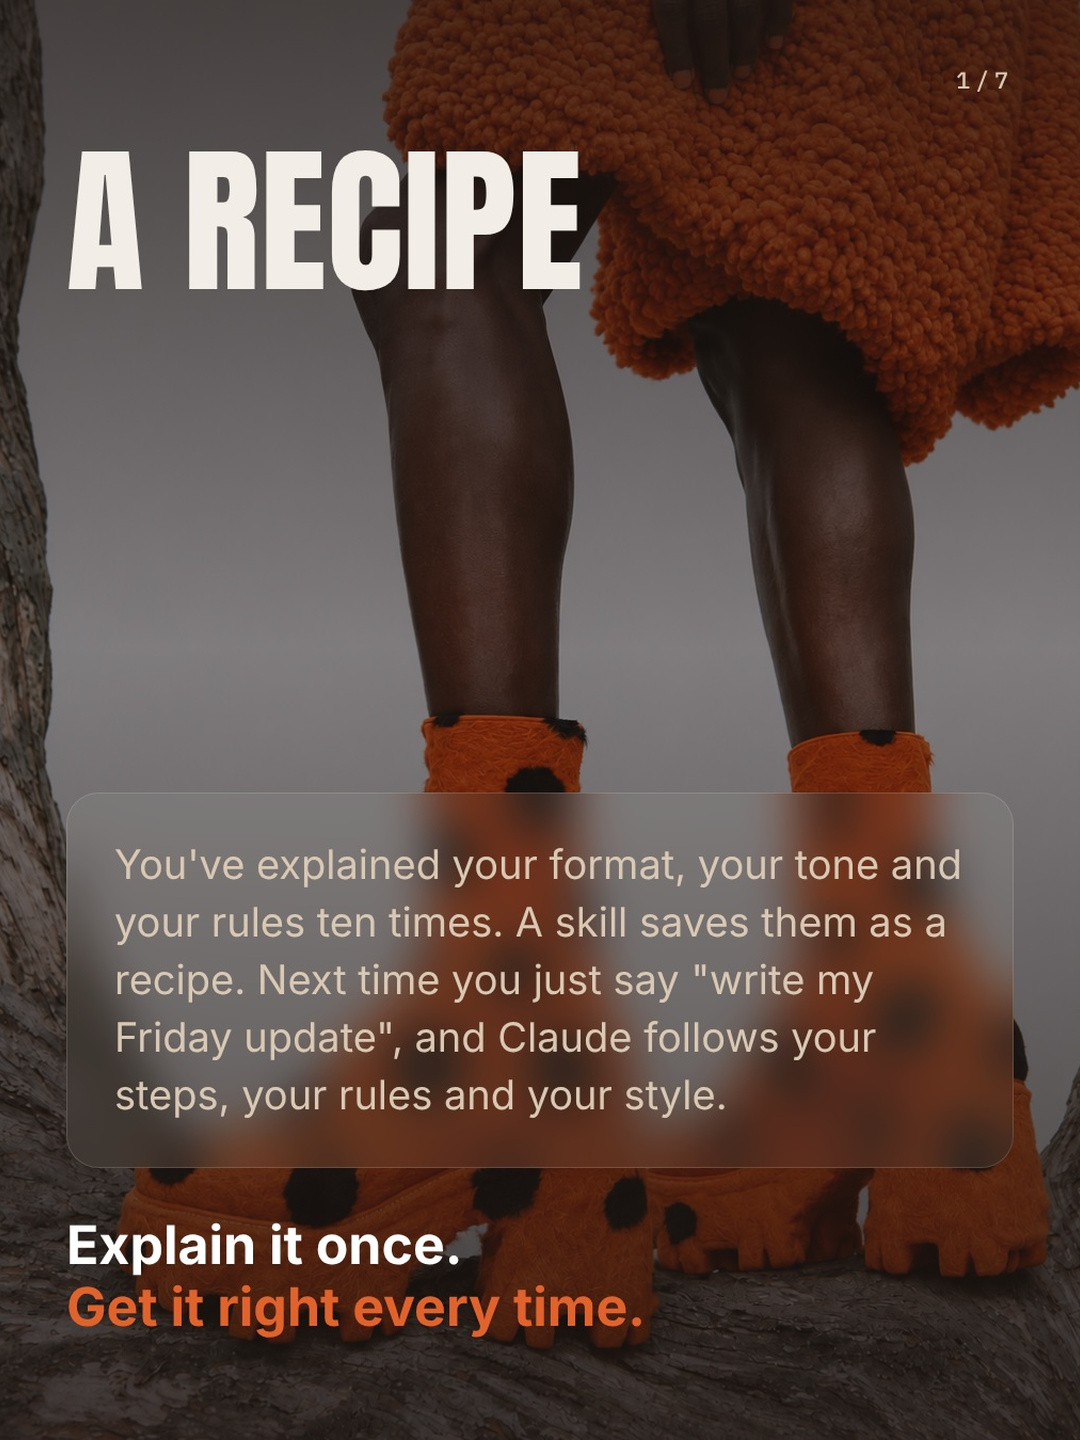 1 / 7
A RECIPE
You've explained your format, your tone and
your rules ten times. A skill saves them as a
recipe. Next time you just say "write my
Friday update", and Claude follows your
steps, your rules and your style.
Explain it once.
Get it right every time.